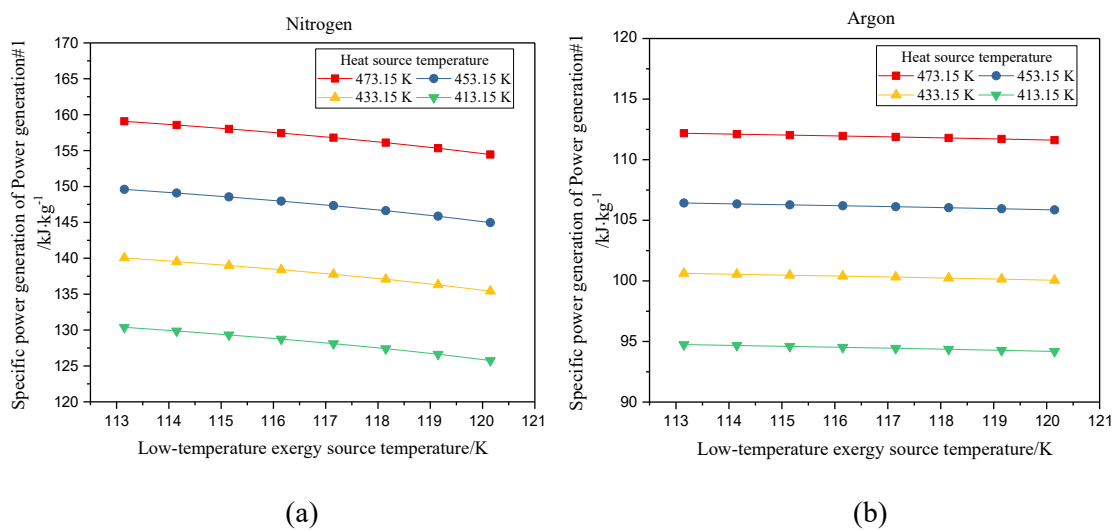 Nitrogen
Specific power generation of Power generation#1
/kJ·kg⁻¹
170
165
160
155
150
145
140
135
130
125
120
Heat source temperature
473.15 K 453.15 K
433.15 K 413.15 K
113 114 115 116 117 118 119 120 121
Low-temperature exergy source temperature/K
(a)
Argon
Specific power generation of Power generation#1
/kJ·kg⁻¹
120
115
110
105
100
95
90
Heat source temperature
473.15 K 453.15 K
433.15 K 413.15 K
113 114 115 116 117 118 119 120 121
Low-temperature exergy source temperature/K
(b)